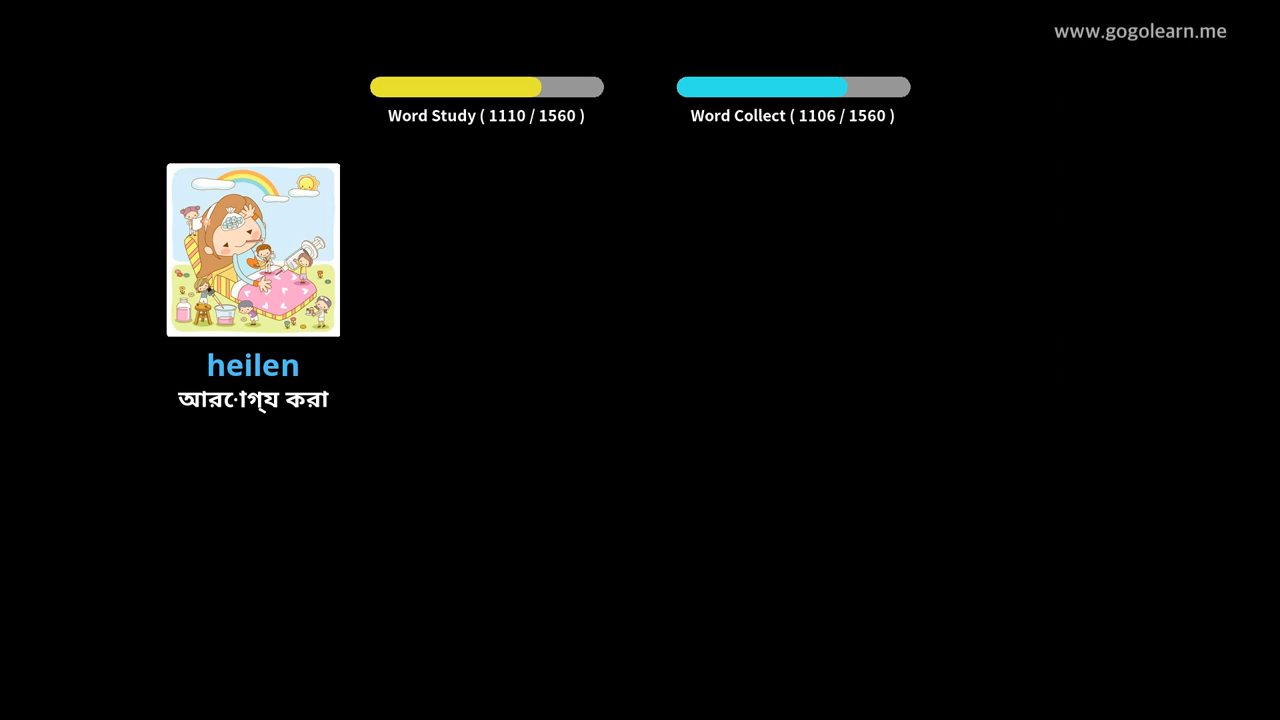 www.gogolearn.me
Word Study ( 1110 / 1560 )
Word Collect ( 1106 / 1560 )
heilen
আরোগ্য করা